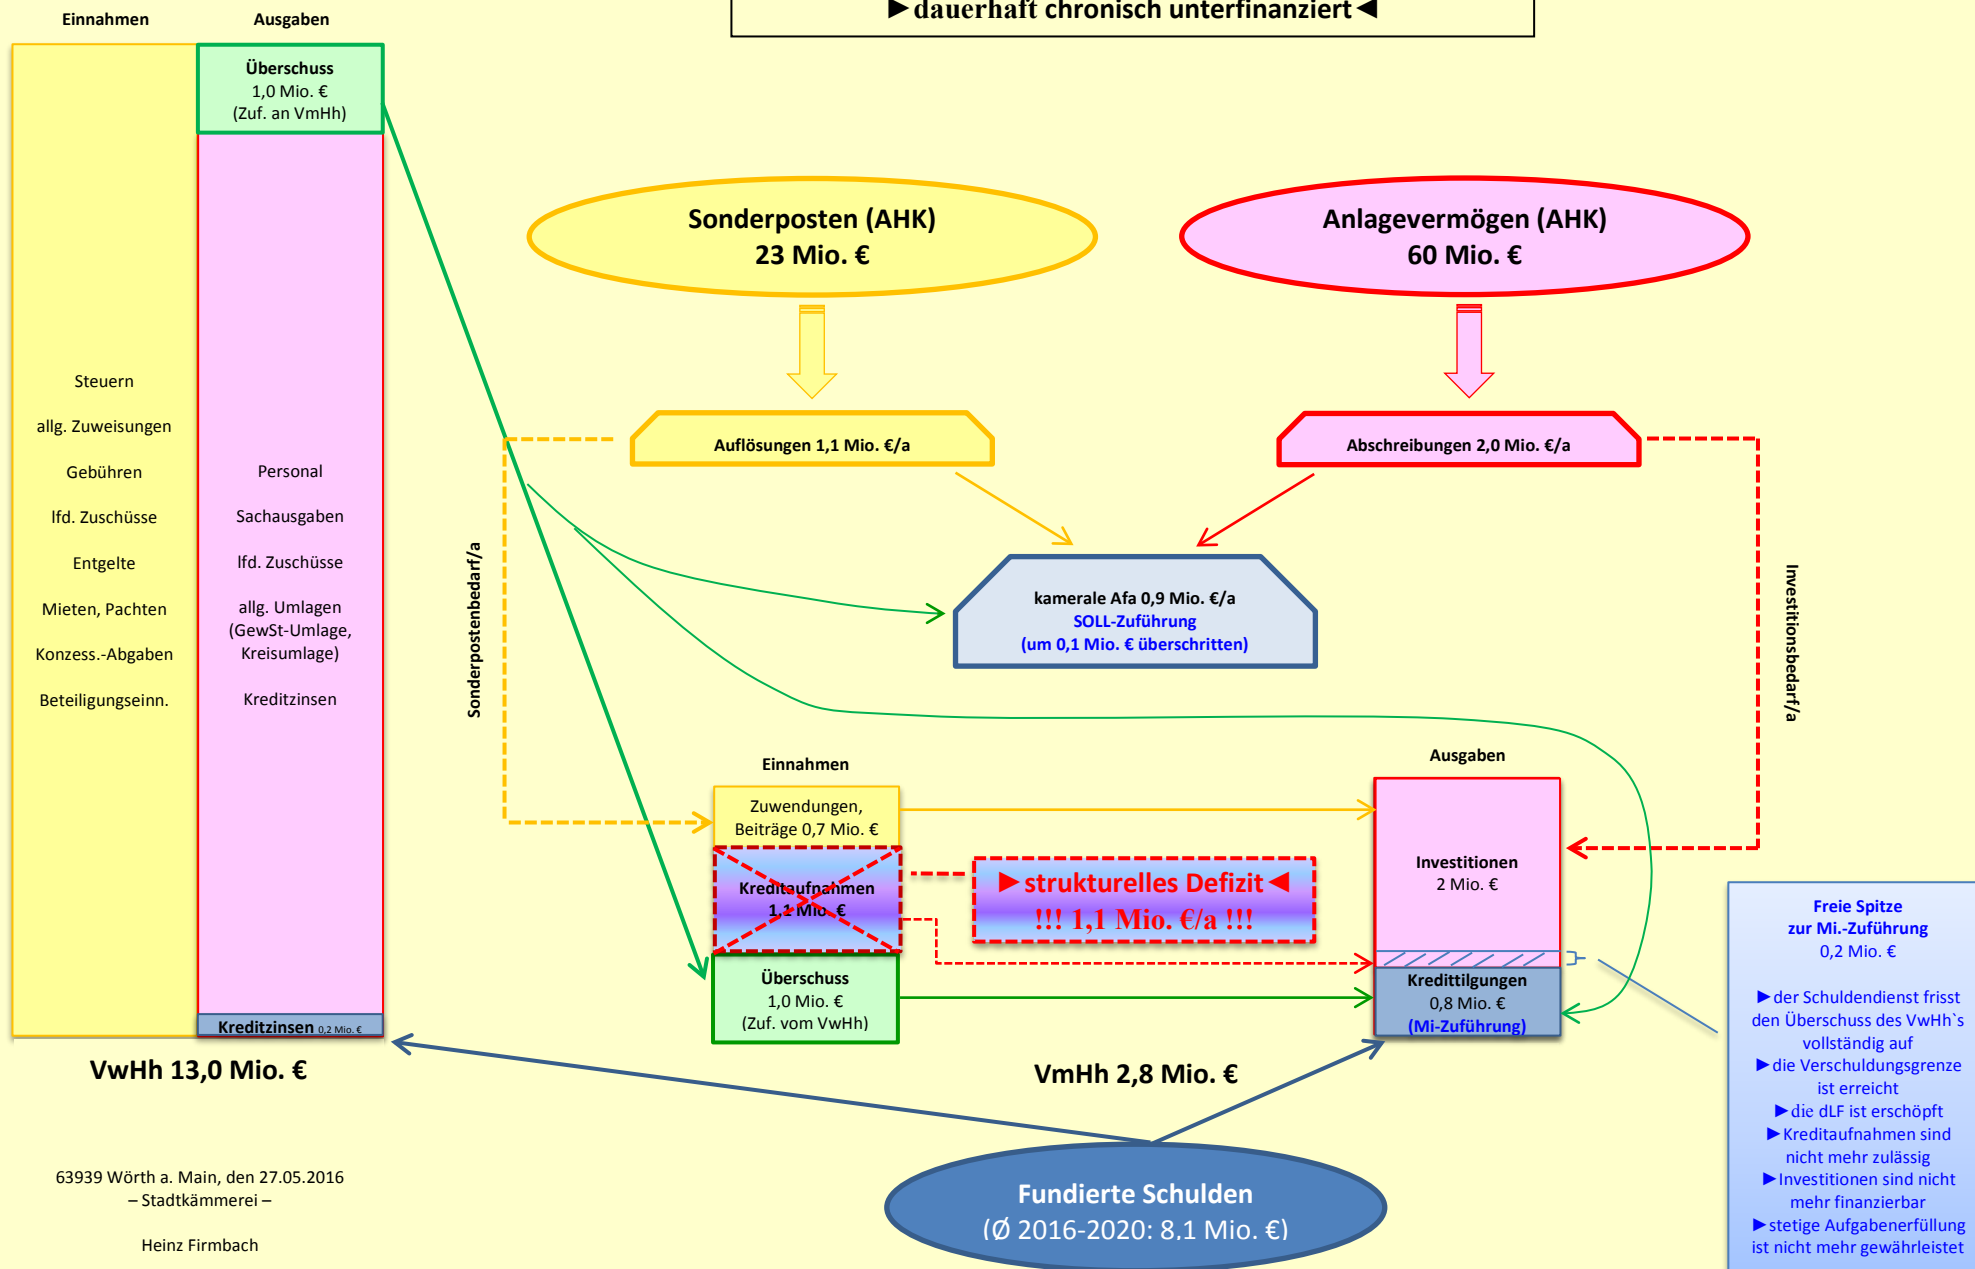 ►dauerhaft chronisch unterfinanziert◄
Einnahmen
Ausgaben
Überschuss
1,0 Mio. €
(Zuf. an VmHh)
Steuern
allg. Zuweisungen
Gebühren
lfd. Zuschüsse
Entgelte
Mieten, Pachten
Konzess.-Abgaben
Beteiligungseinn.
Personal
Sachausgaben
lfd. Zuschüsse
allg. Umlagen
(GewSt-Umlage,
Kreisumlage)
Kreditzinsen
Kreditzinsen 0,2 Mio. €
VwHh 13,0 Mio. €
Sonderposten (AHK)
23 Mio. €
Anlagevermögen (AHK)
60 Mio. €
Auflösungen 1,1 Mio. €/a
Abschreibungen 2,0 Mio. €/a
kamerale Afa 0,9 Mio. €/a
SOLL-Zuführung
(um 0,1 Mio. € überschritten)
Sonderpostenbedarf/a
Investitionsbedarf/a
Einnahmen
Zuwendungen,
Beiträge 0,7 Mio. €
Kreditaufnahmen
1,1 Mio. €
Überschuss
1,0 Mio. €
(Zuf. vom VwHh)
►strukturelles Defizit◄
!!! 1,1 Mio. €/a !!!
Ausgaben
Investitionen
2 Mio. €
Kredittilgungen
0,8 Mio. €
(Mi-Zuführung)
VmHh 2,8 Mio. €
Freie Spitze
zur Mi.-Zuführung
0,2 Mio. €
►der Schuldendienst frisst
den Überschuss des VwHh`s
vollständig auf
►die Verschuldungsgrenze
ist erreicht
►die dLF ist erschöpft
►Kreditaufnahmen sind
nicht mehr zulässig
►Investitionen sind nicht
mehr finanzierbar
►stetige Aufgabenerfüllung
ist nicht mehr gewährleistet
Fundierte Schulden
(Ø 2016-2020: 8,1 Mio. €)
63939 Wörth a. Main, den 27.05.2016
– Stadtkämmerei –
Heinz Firmbach